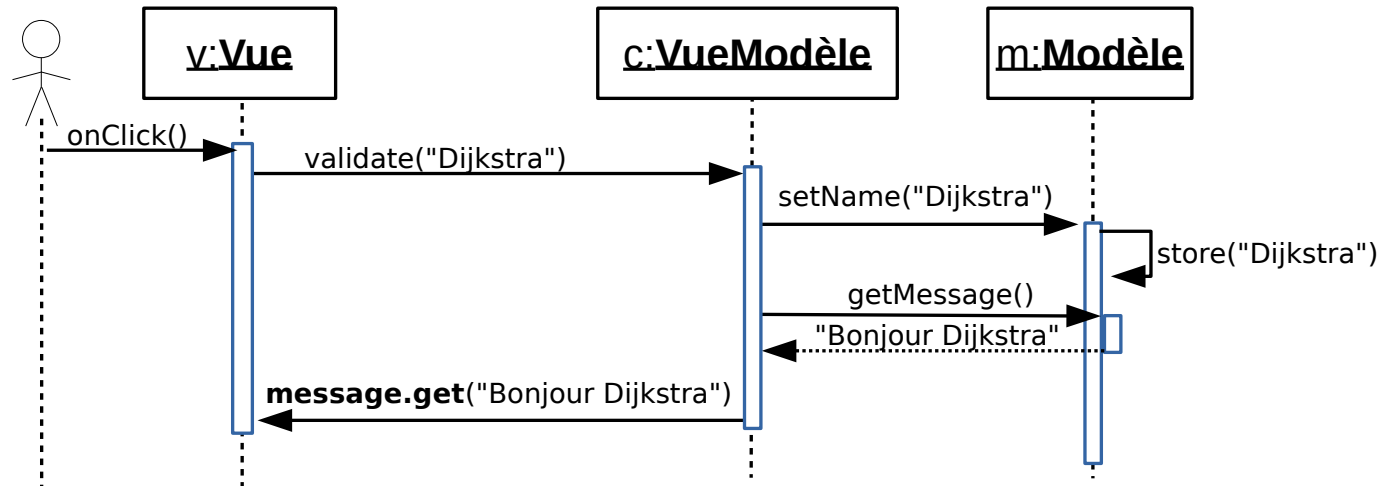 v:Vue
c:VueModèle
m:Modèle
onClick()
validate("Dijkstra")
setName("Dijkstra")
store("Dijkstra")
getMessage()
"Bonjour Dijkstra"
message.get("Bonjour Dijkstra")